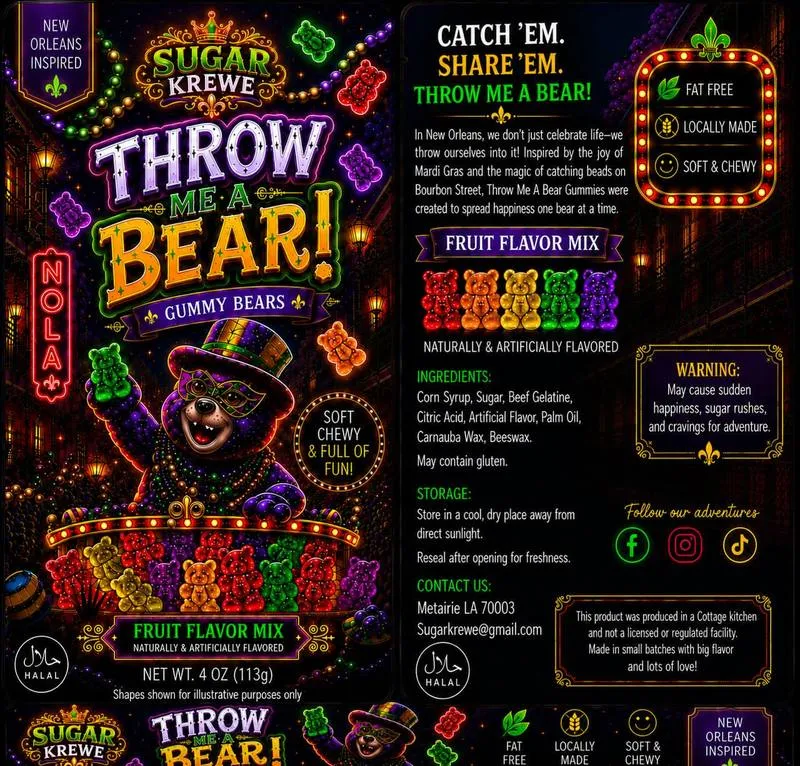 NEW
ORLEANS
INSPIRED
SUGAR
KREWE
THROW
ME A
BEAR!
GUMMY BEARS
NOLA
SOFT
CHEWY
& FULL OF
FUN!
FRUIT FLAVOR MIX
NATURALLY & ARTIFICIALLY FLAVORED
حلال
HALAL
NET WT. 4 OZ (113g)
Shapes shown for illustrative purposes only
CATCH 'EM.
SHARE 'EM.
THROW ME A BEAR!
In New Orleans, we don't just celebrate life—we
throw ourselves into it! Inspired by the joy of
Mardi Gras and the magic of catching beads on
Bourbon Street, Throw Me A Bear Gummies were
created to spread happiness one bear at a time.
FAT FREE
LOCALLY MADE
SOFT & CHEWY
FRUIT FLAVOR MIX
NATURALLY & ARTIFICIALLY FLAVORED
INGREDIENTS:
Corn Syrup, Sugar, Beef Gelatine,
Citric Acid, Artificial Flavor, Palm Oil,
Carnauba Wax, Beeswax.
May contain gluten.
WARNING:
May cause sudden
happiness, sugar rushes,
and cravings for adventure.
STORAGE:
Store in a cool, dry place away from
direct sunlight.
Reseal after opening for freshness.
Follow our adventures
CONTACT US:
Metairie LA 70003
Sugarkrewe@gmail.com
حلال
HALAL
This product was produced in a Cottage kitchen
and not a licensed or regulated facility.
Made in small batches with big flavor
and lots of love!
SUGAR
KREWE
THROW
ME A
BEAR!
FAT
FREE
LOCALLY
MADE
SOFT &
CHEWY
NEW
ORLEANS
INSPIRED